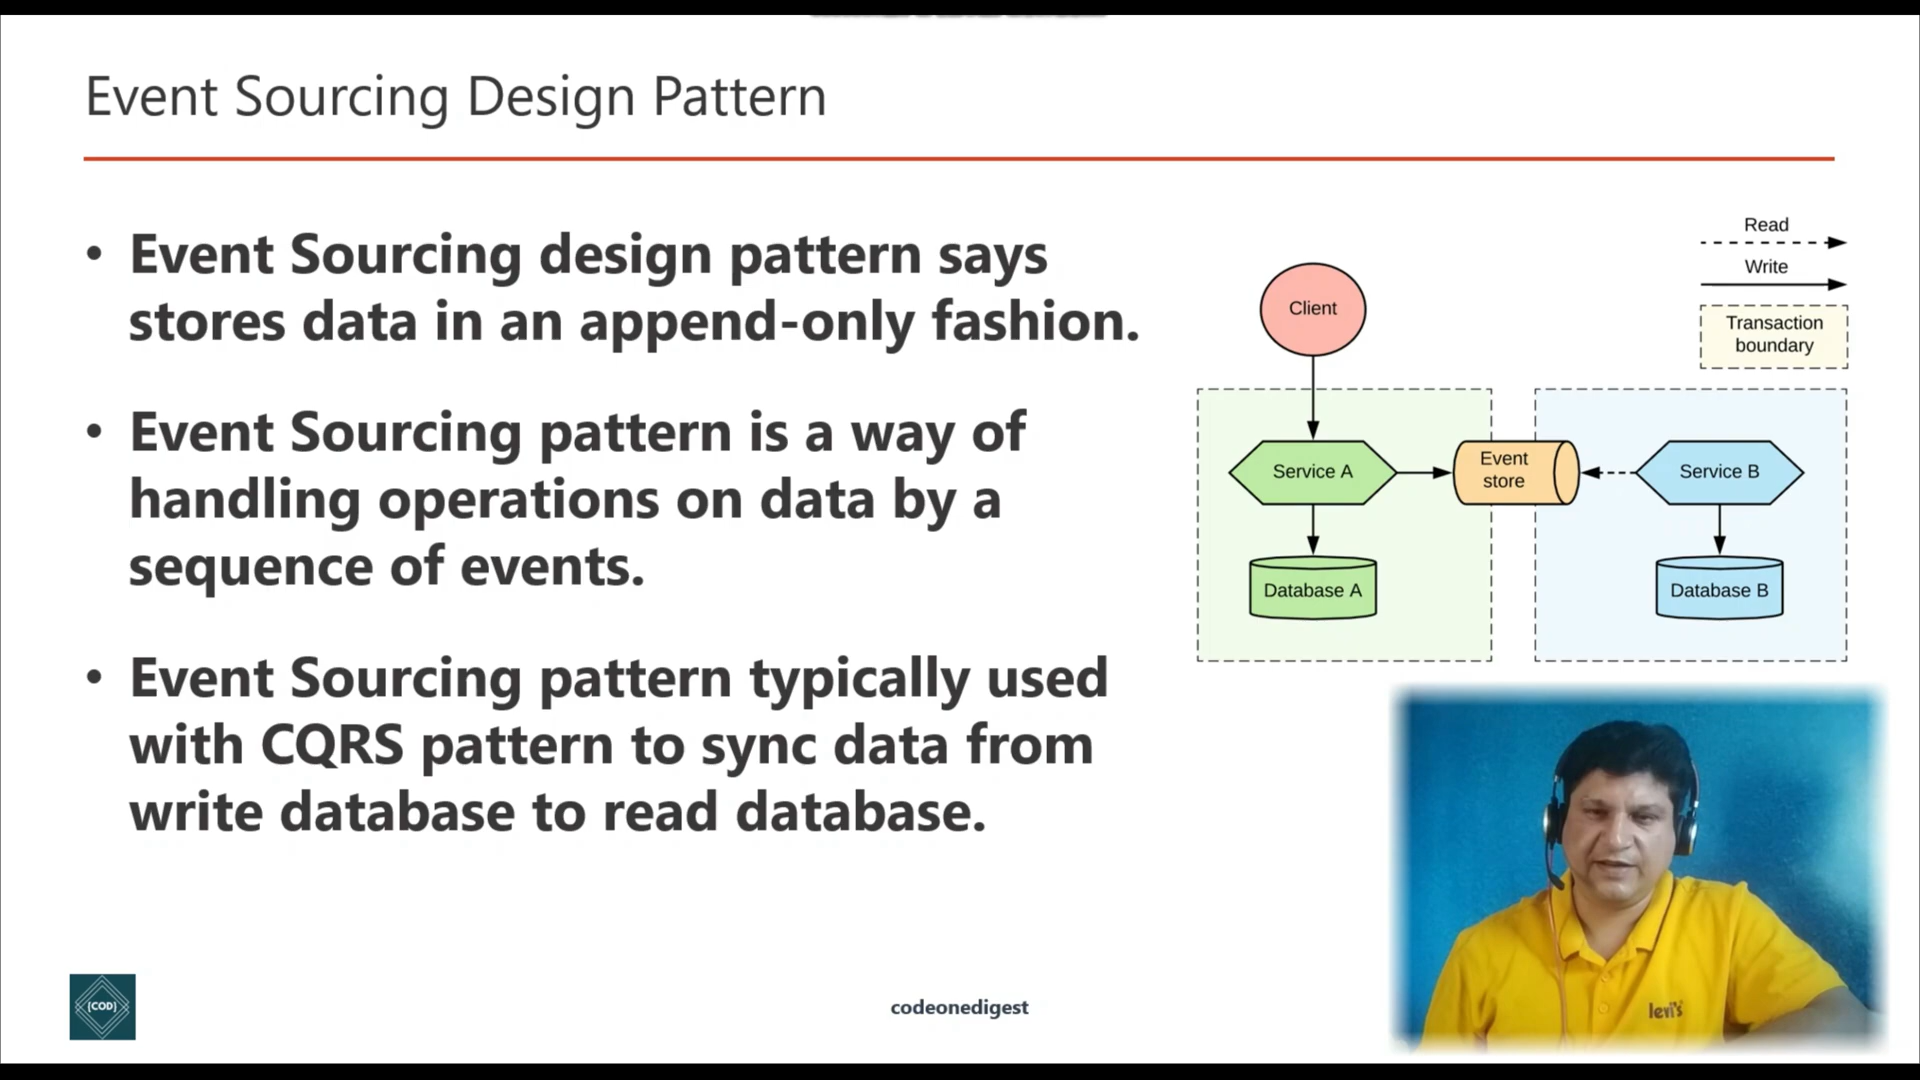 Event Sourcing Design Pattern
• Event Sourcing design pattern says
stores data in an append-only fashion.
• Event Sourcing pattern is a way of
handling operations on data by a
sequence of events.
• Event Sourcing pattern typically used
with CQRS pattern to sync data from
write database to read database.
Read
Write
Transaction
boundary
Client
Service A
Event
store
Service B
Database A
Database B
levi's
[COD]
codeonedigest